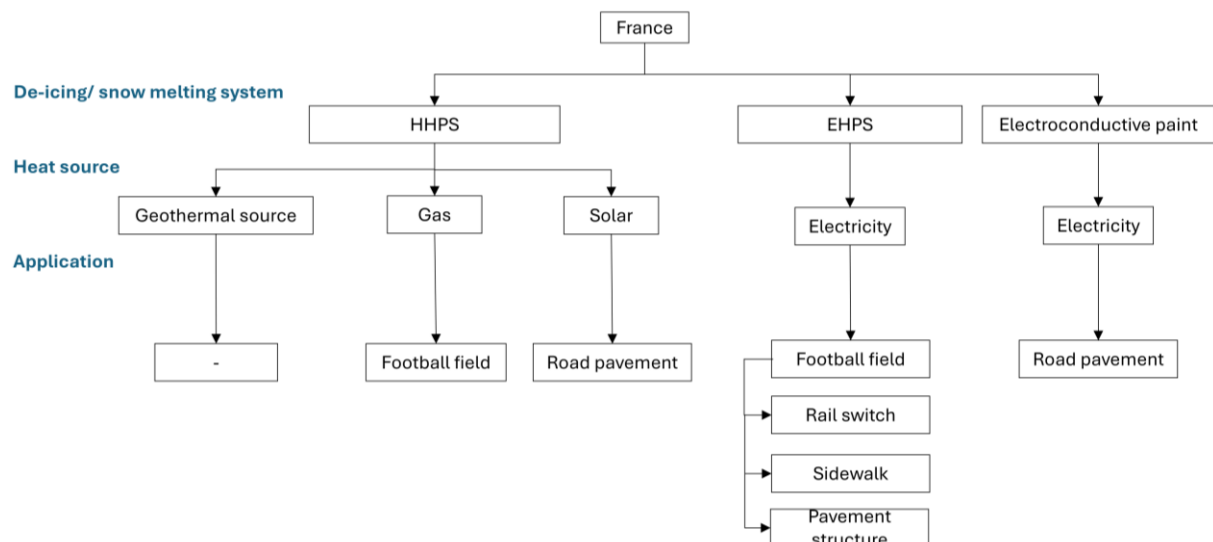 France
De-icing/ snow melting system
HHPS
EHPS
Electroconductive paint
Heat source
Geothermal source
Gas
Solar
Electricity
Electricity
Application
-
Football field
Road pavement
Football field
Road pavement
Rail switch
Sidewalk
Pavement
structure